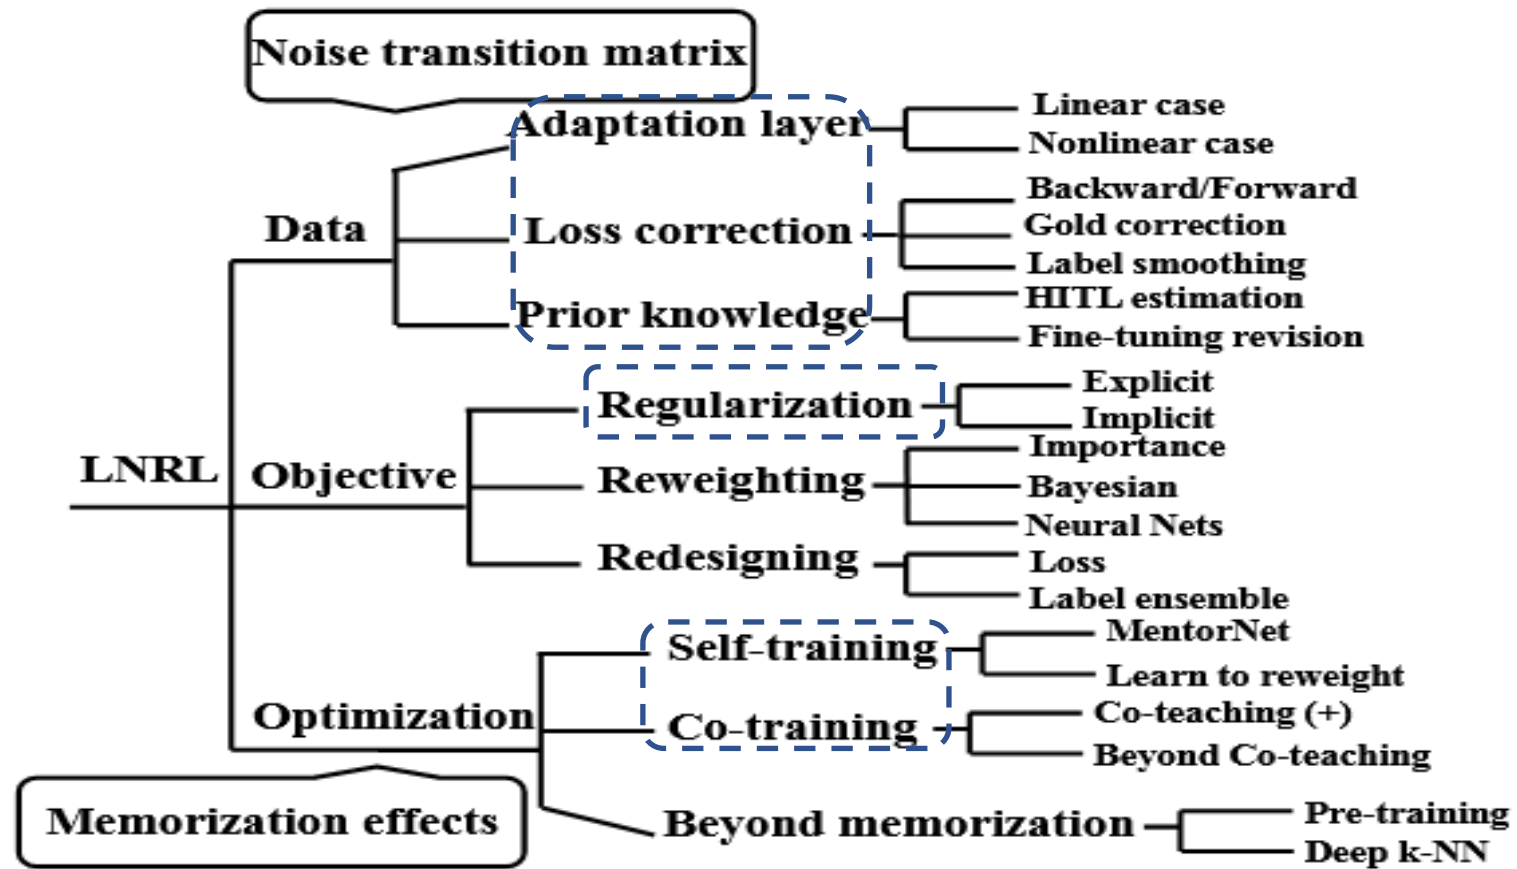 Noise transition matrix
Adaptation layer
Linear case
Nonlinear case
Data
Loss correction
Backward/Forward
Gold correction
Label smoothing
Prior knowledge
HITL estimation
Fine-tuning revision
LNRL
Objective
Regularization
Explicit
Implicit
Reweighting
Importance
Bayesian
Neural Nets
Redesigning
Loss
Label ensemble
Optimization
Self-training
MentorNet
Learn to reweight
Co-training
Co-teaching (+)
Beyond Co-teaching
Memorization effects
Beyond memorization
Pre-training
Deep k-NN